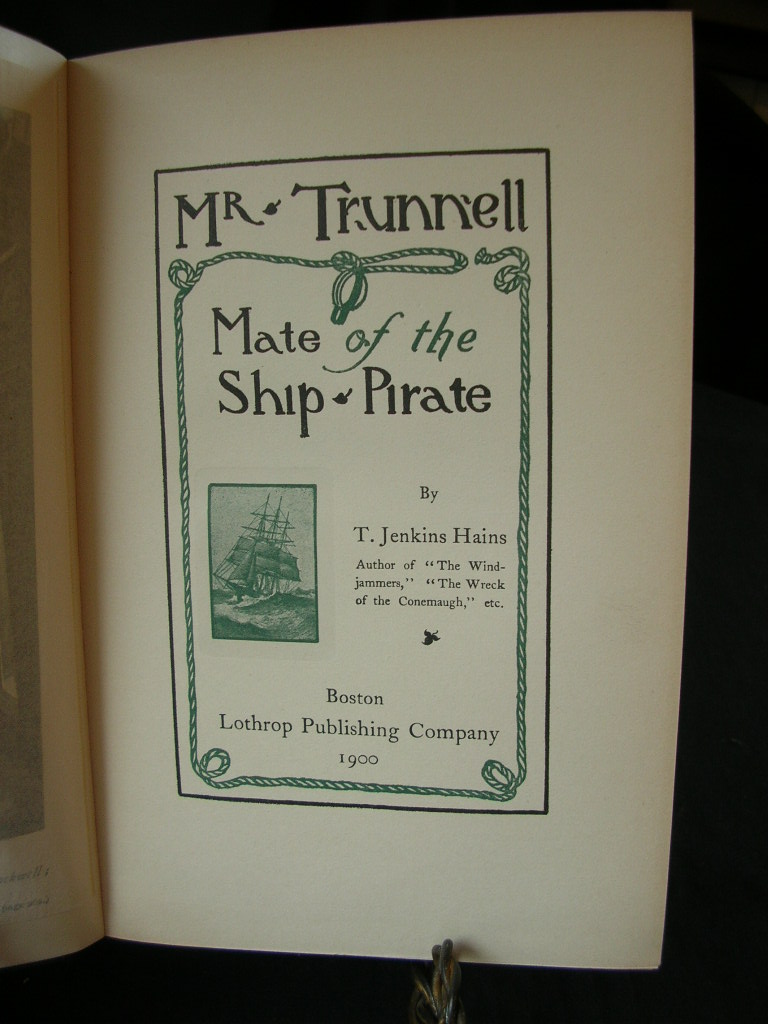 Mr Trunnell
Mate of the
Ship Pirate
By
T. Jenkins Hains
Author of "The Wind-
jammers," "The Wreck
of the Conemaugh," etc.
Boston
Lothrop Publishing Company
1900